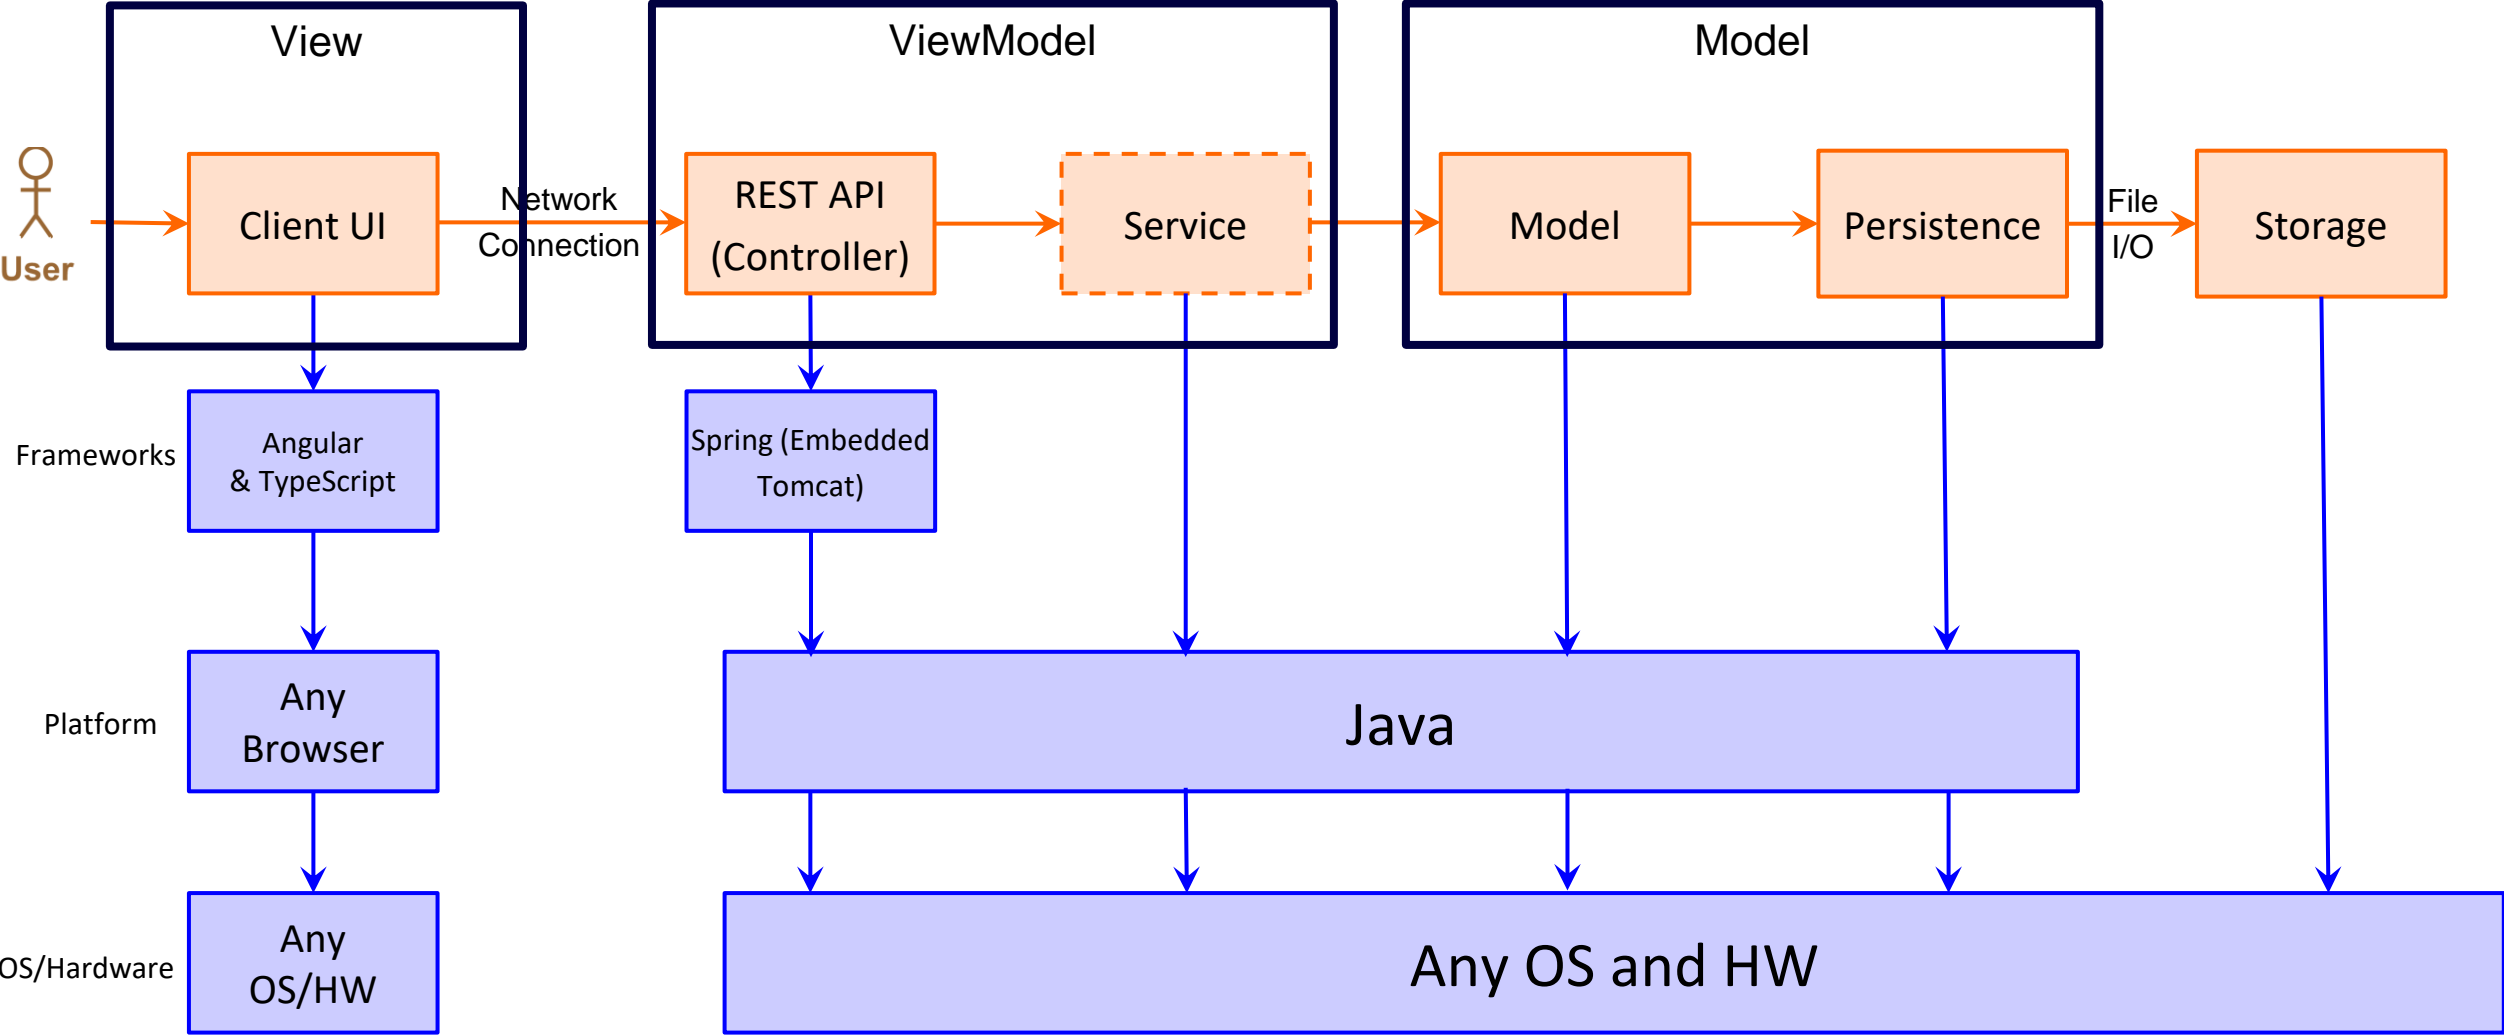 View
ViewModel
Model
User
Client UI
Network
Connection
REST API
(Controller)
Service
Model
Persistence
File
I/O
Storage
Frameworks
Angular
& TypeScript
Spring (Embedded
Tomcat)
Platform
Any
Browser
Java
OS/Hardware
Any
OS/HW
Any OS and HW